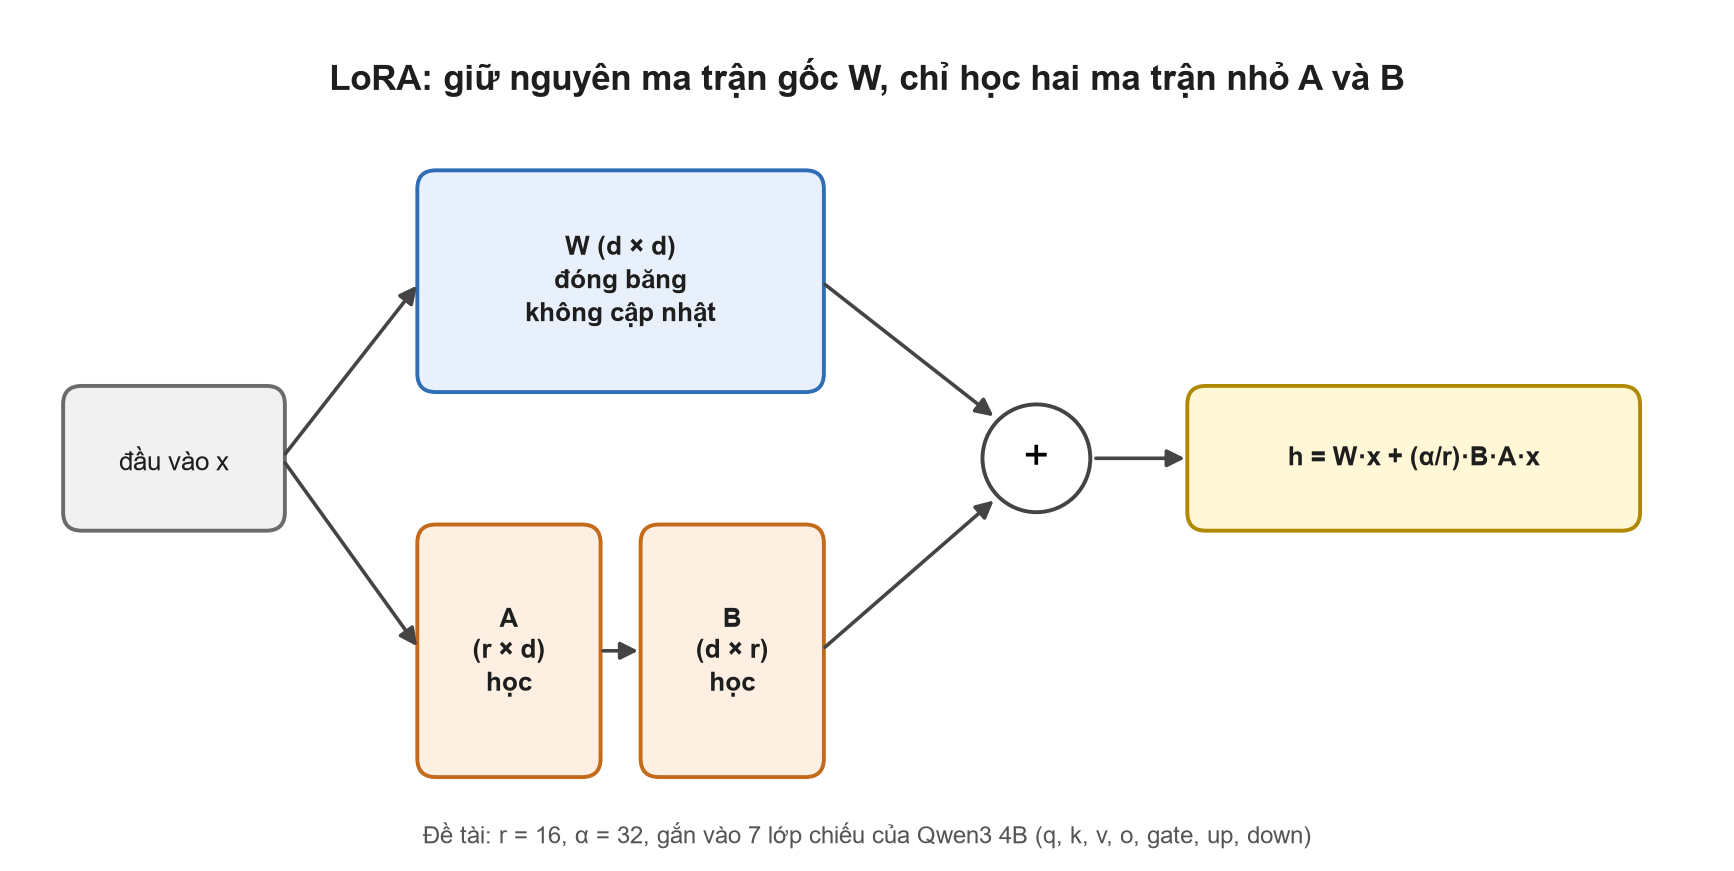 LoRA: giữ nguyên ma trận gốc W, chỉ học hai ma trận nhỏ A và B
W (d × d)
đóng băng
không cập nhật
đầu vào x
+
h = W·x + (α/r)·B·A·x
A
(r × d)
học
B
(d × r)
học
Đề tài: r = 16, α = 32, gắn vào 7 lớp chiếu của Qwen3 4B (q, k, v, o, gate, up, down)